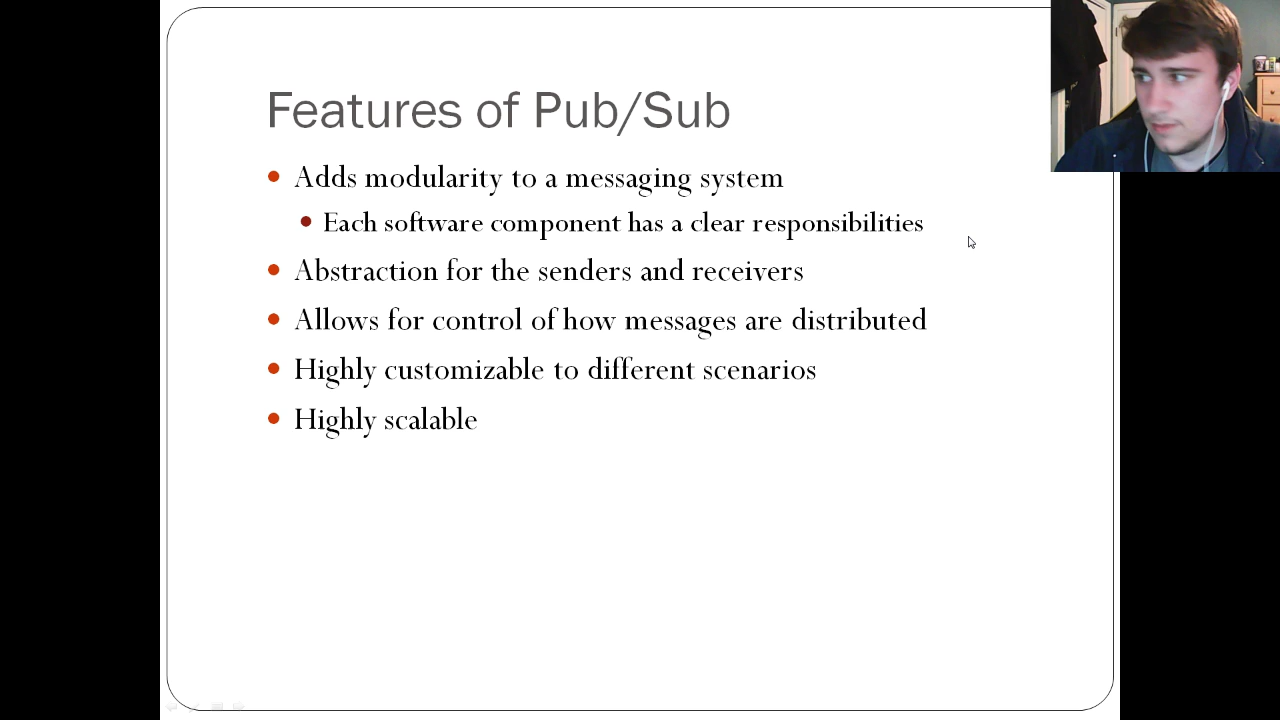 Features of Pub/Sub
Adds modularity to a messaging system
Each software component has a clear responsibilities
Abstraction for the senders and receivers
Allows for control of how messages are distributed
Highly customizable to different scenarios
Highly scalable